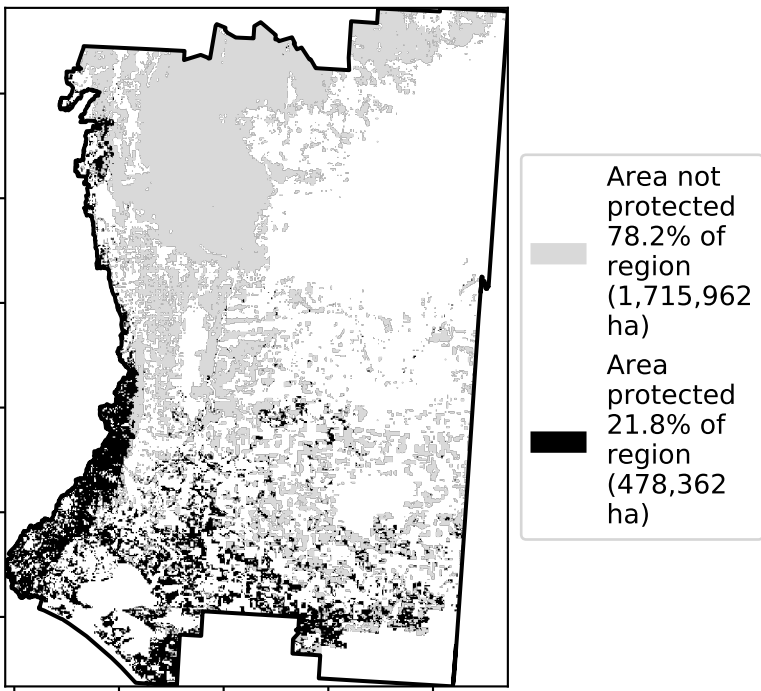 Area not
protected
78.2% of
region
(1,715,962
ha)
Area
protected
21.8% of
region
(478,362
ha)